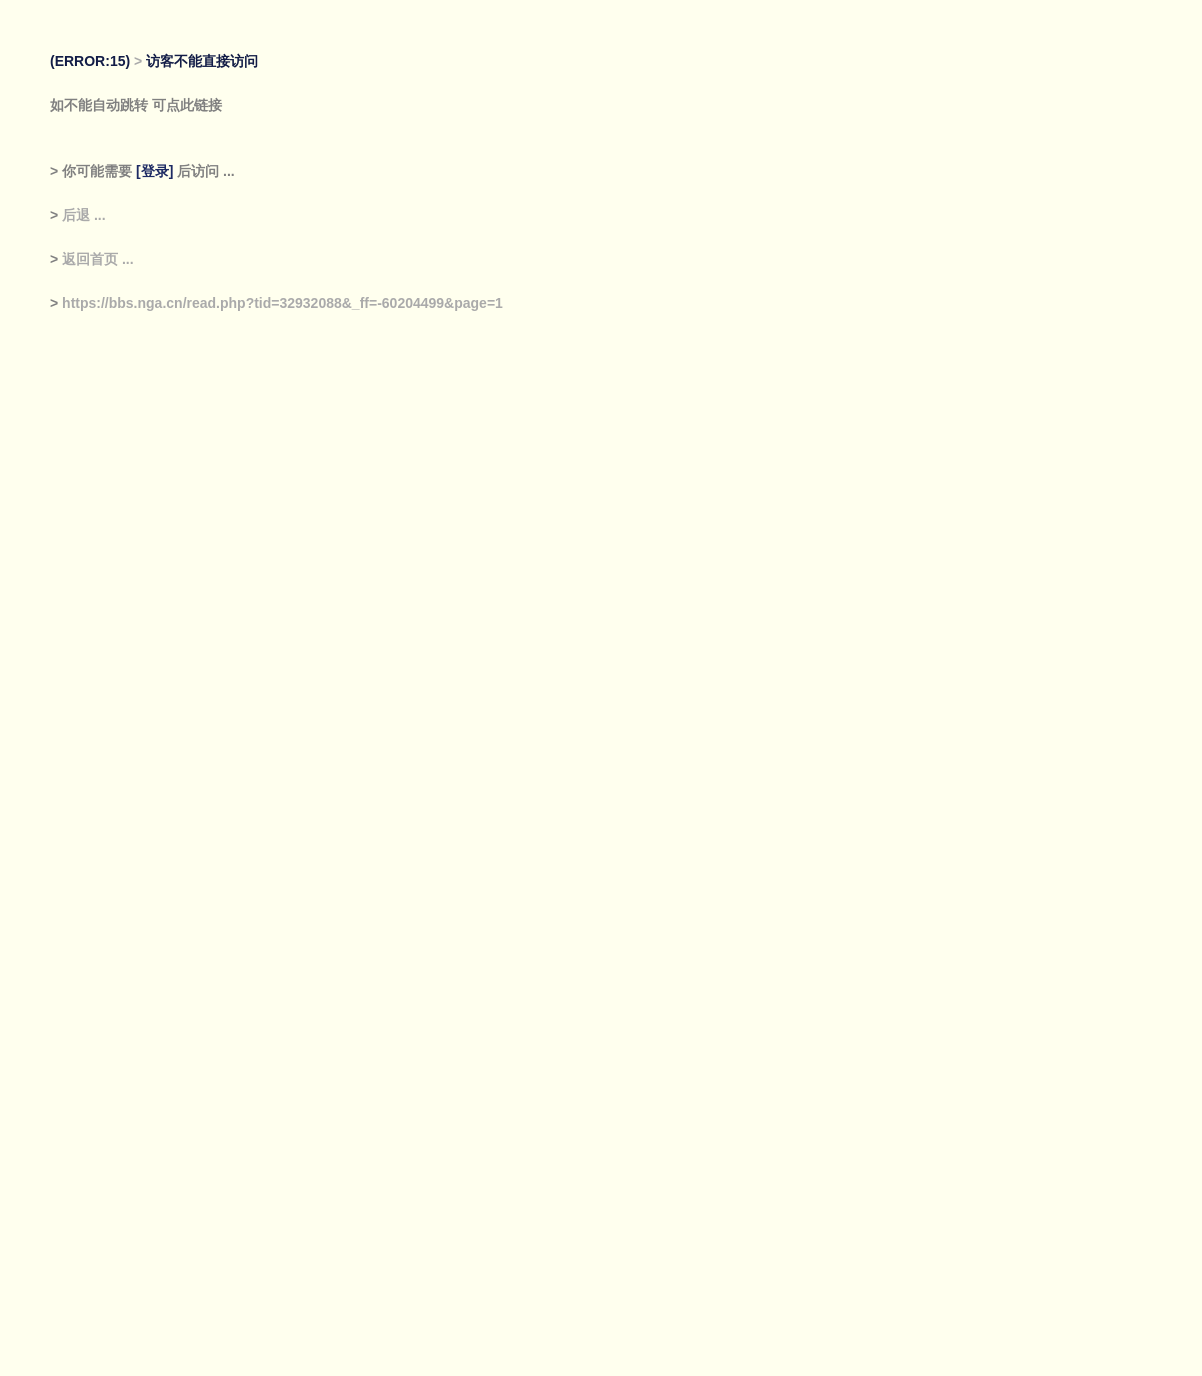 (ERROR:15) > 访客不能直接访问
如不能自动跳转 可点此链接
> 你可能需要 [登录] 后访问 ...
> 后退 ...
> 返回首页 ...
> https://bbs.nga.cn/read.php?tid=32932088&_ff=-60204499&page=1